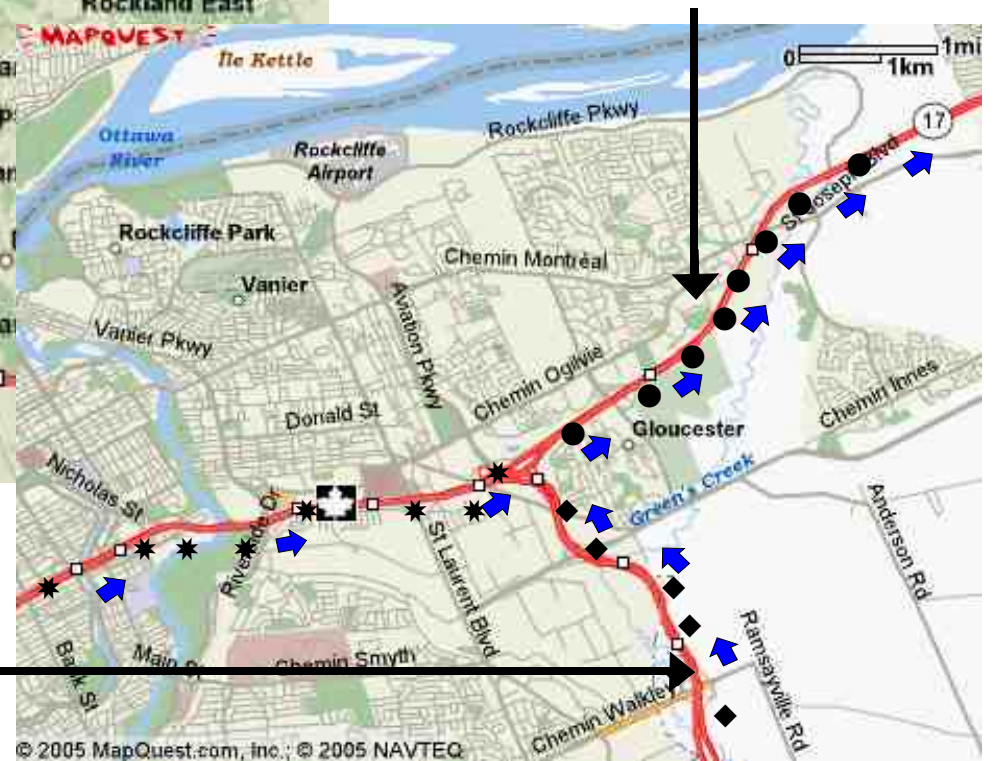 Rockland East
MAPQUEST
Île Kettle
0
1mi
1km
17
Rockcliffe Pkwy
Ottawa
River
Rockcliffe
Airport
St Joseph Blvd
Rockcliffe Park
Chemin Montréal
Vanier
Aviation Pkwy
Vanier Pkwy
Chemin Ogilvie
Chemin Innes
Donald St
Gloucester
Nicholas St
Green's Creek
Anderson Rd
Riverside Dr
St Laurent Blvd
Ramsayville Rd
Bank St
Main St
Chemin Smyth
Chemin Walkley
© 2005 MapQuest.com, Inc.; © 2005 NAVTEQ